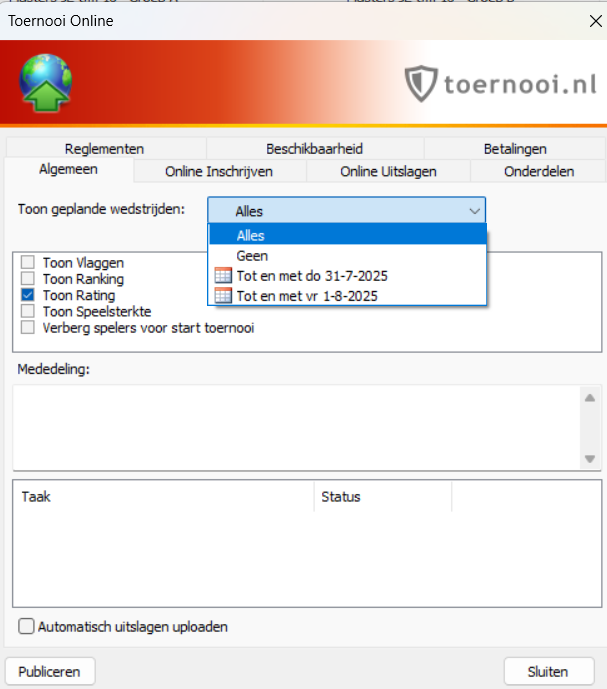 Toernooi Online
toernooi.nl
Reglementen Beschikbaarheid Betalingen
Algemeen Online Inschrijven Online Uitslagen Onderdelen
Toon geplande wedstrijden: Alles
Alles
Geen
Tot en met do 31-7-2025
Tot en met vr 1-8-2025
Toon Vlaggen
Toon Ranking
Toon Rating
Toon Speelsterkte
Verberg spelers voor start toernooi
Mededeling:
Taak Status
Automatisch uitslagen uploaden
Publiceren Sluiten